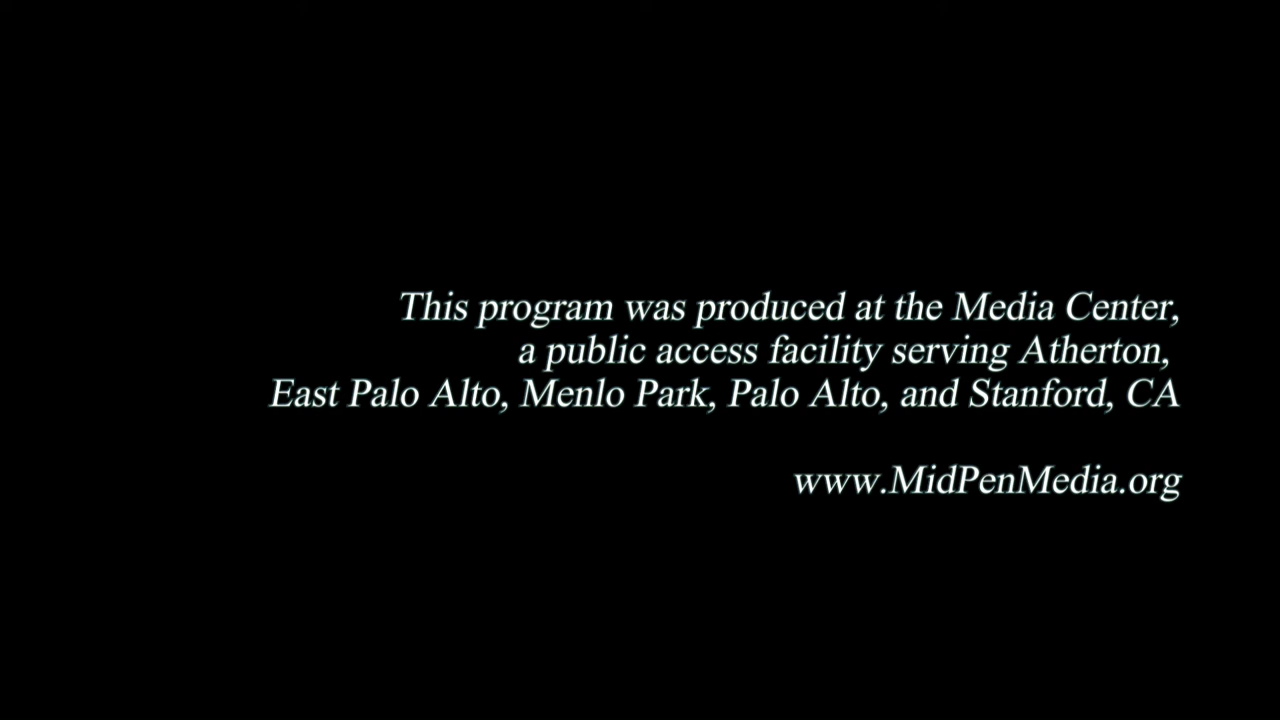 This program was produced at the Media Center,
a public access facility serving Atherton,
East Palo Alto, Menlo Park, Palo Alto, and Stanford, CA
www.MidPenMedia.org